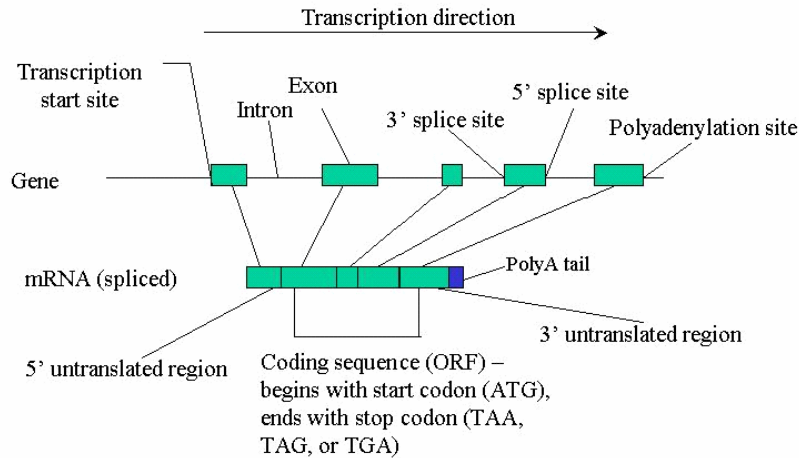 Transcription direction
Transcription
start site
Exon
Intron
5’ splice site
3’ splice site
Polyadenylation site
Gene
mRNA (spliced)
PolyA tail
3’ untranslated region
5’ untranslated region
Coding sequence (ORF) –
begins with start codon (ATG),
ends with stop codon (TAA,
TAG, or TGA)